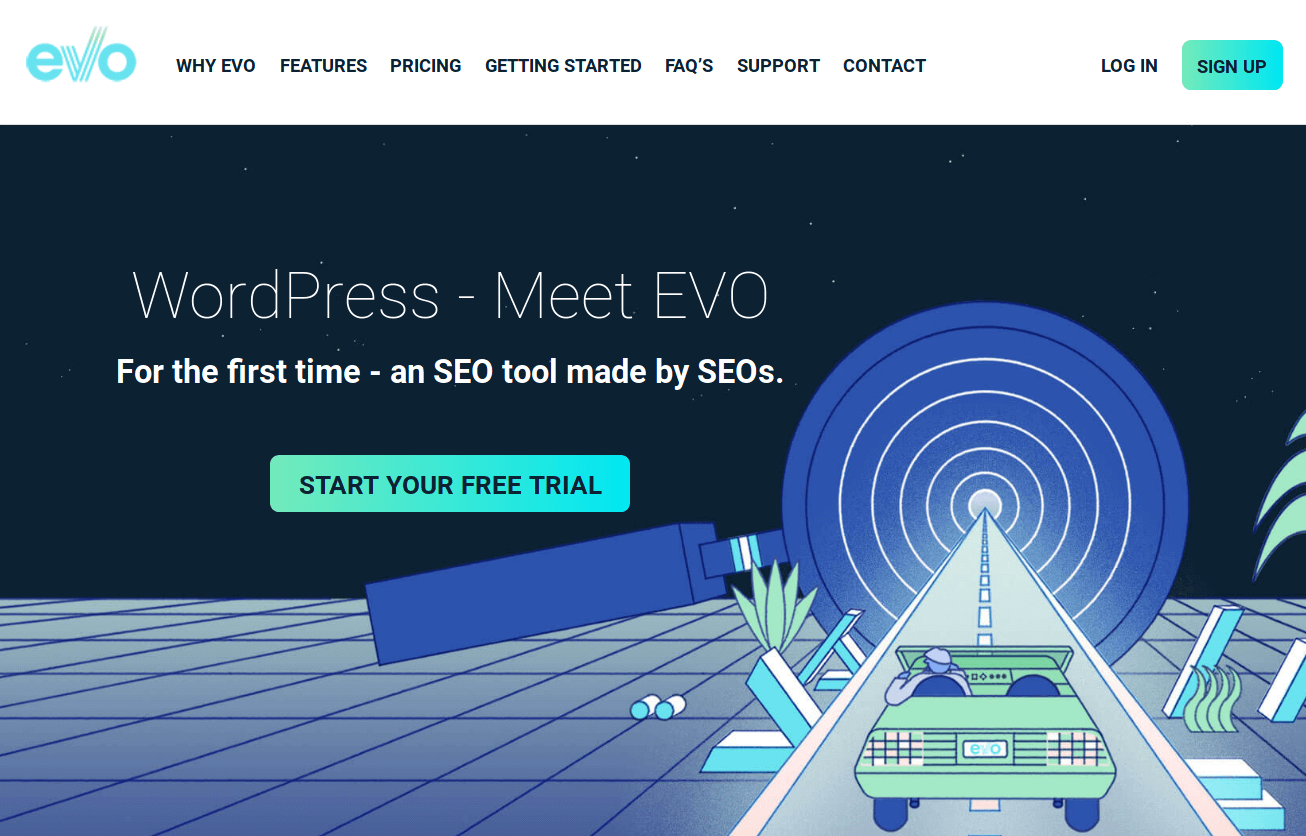 evo
WHY EVO FEATURES PRICING GETTING STARTED FAQ’S SUPPORT CONTACT LOG IN SIGN UP
WordPress - Meet EVO
For the first time - an SEO tool made by SEOs.
START YOUR FREE TRIAL
evo